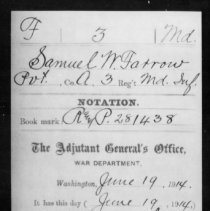 F 3 Md.
Samuel W. Farrow
Pvt., Co. A. 3 Reg't Md. Inf.
NOTATION.
Book mark R&P. 281438
The Adjutant General's Office,
WAR DEPARTMENT,
Washington, June 19, 1914.
It has this day (June 19, 1914.